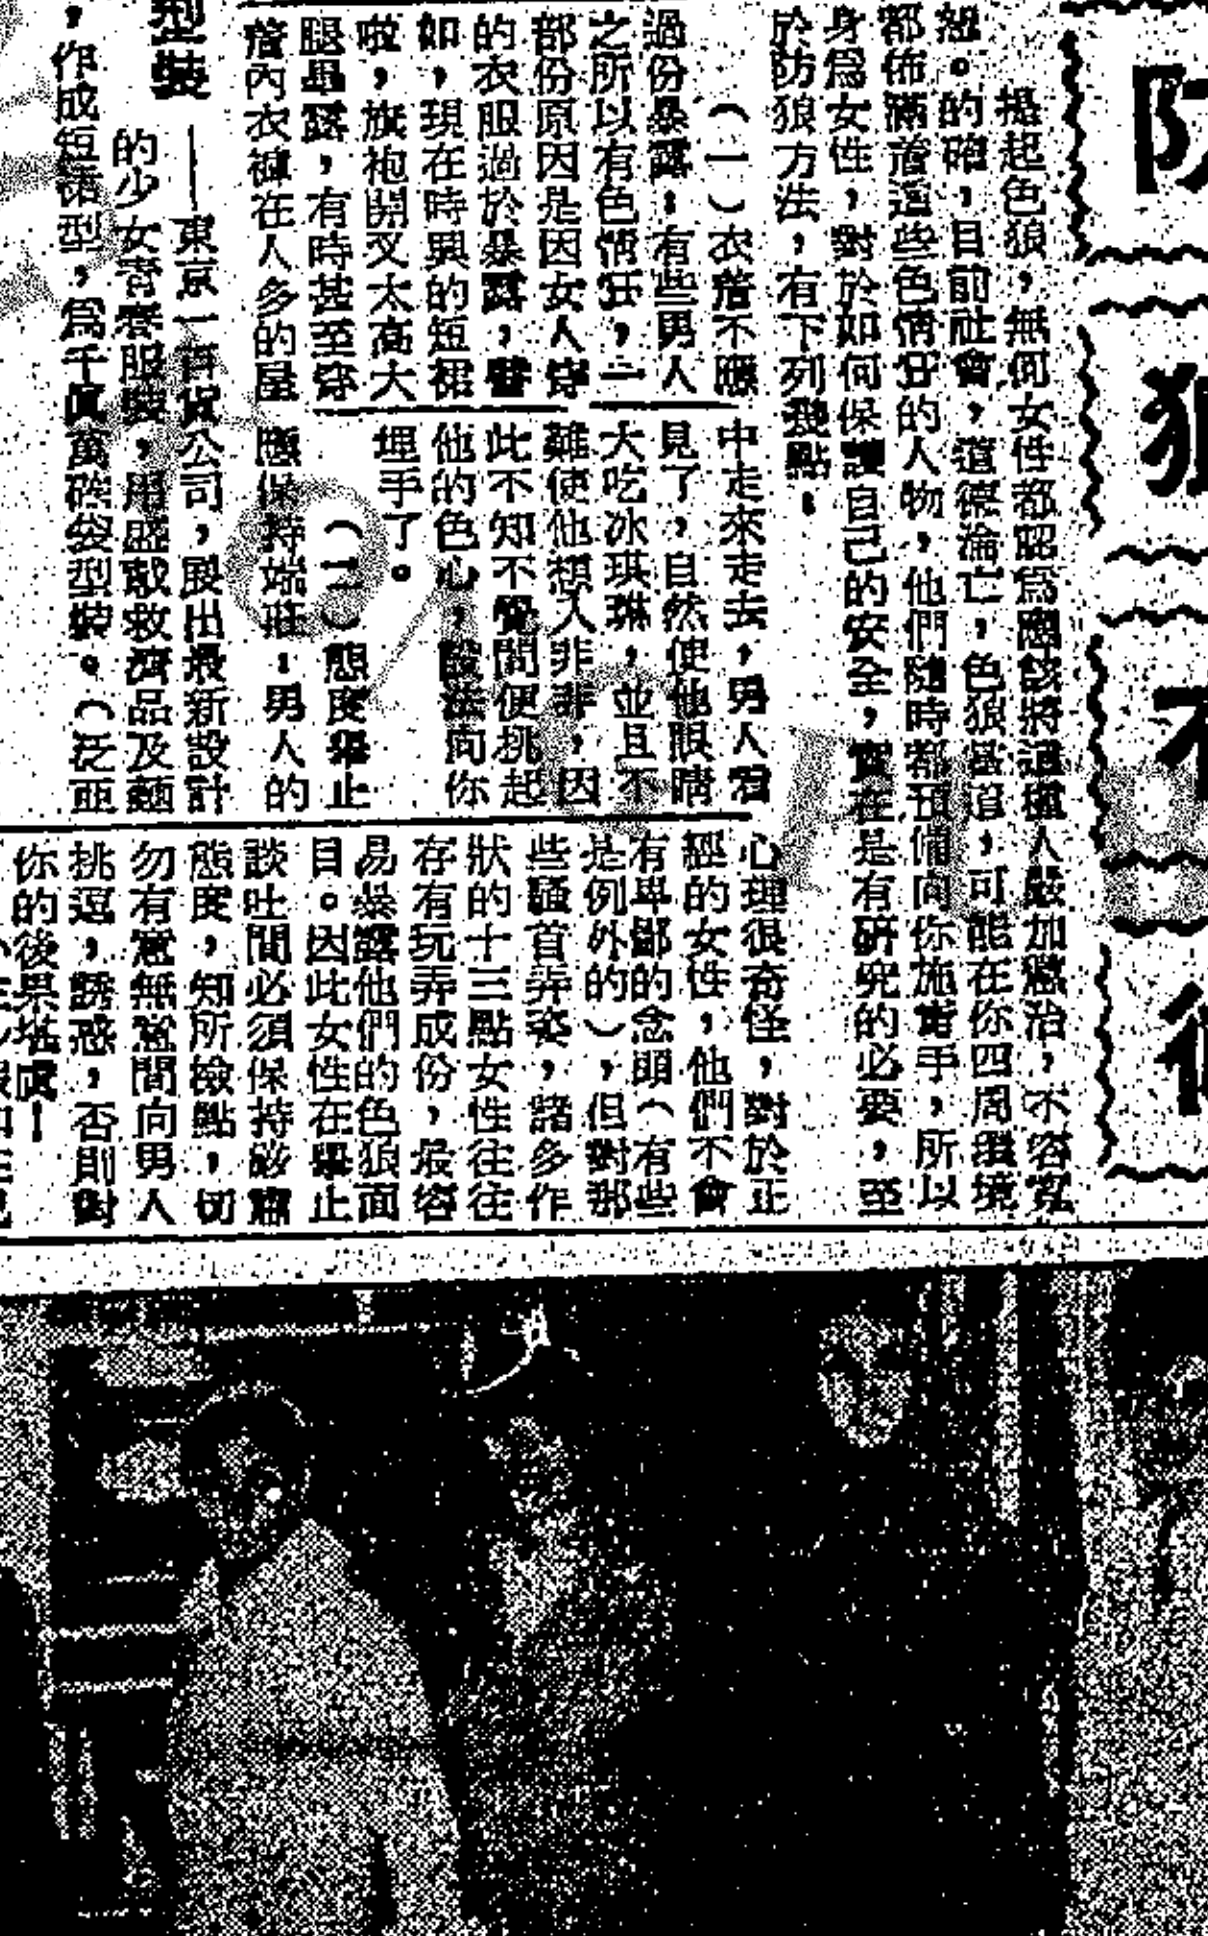 防
狼
不
提起色狼，無何女性都認為應該將這種人嚴加懲治，不容寬
恕。的確，目前社會，道德淪亡，色狼當道，可能在你四周環境
都佈滿着這些色情狂的人物，他們隨時都預備向你施毒手，所以
身為女性，對於如何保護自己的安全，實在是有研究的必要，至
於防狼方法，有下列幾點：
（一）衣著不應
過份暴露：有些男人
之所以有色情狂，一
部份原因是因女人穿
的衣服過於暴露，譬
如，現在時興的短裙
啦，旗袍開叉太高大
腿畢露，有時甚至穿
著內衣褲在人多的屋
中走來走去，男人看
見了，自然使他眼睛
大吃冰琪琳，並且不
難使他想入非非，因
此不知不覺間便挑起
他的色心，設法向你
埋手了。
（二）態度舉止
應保持端莊：男人的
心理很奇怪，對於正
經的女性，他們不會
有卑鄙的念頭（有些
是例外的），但對那
些騷首弄姿，諸多作
狀的十三點女性往往
存有玩弄成份，最容
易暴露他們的色狼面
目。因此女性在舉止
談吐間必須保持嚴肅
態度，知所檢點，切
勿有意無意間向男人
挑逗，誘惑，否則對
你的後果堪虞！
型裝
——東京一百貨公司，展出最新設計
的少女青春服裝，用盛載救濟品及麵
，作成短裙型，為千真萬確袋型裝。（泛亞